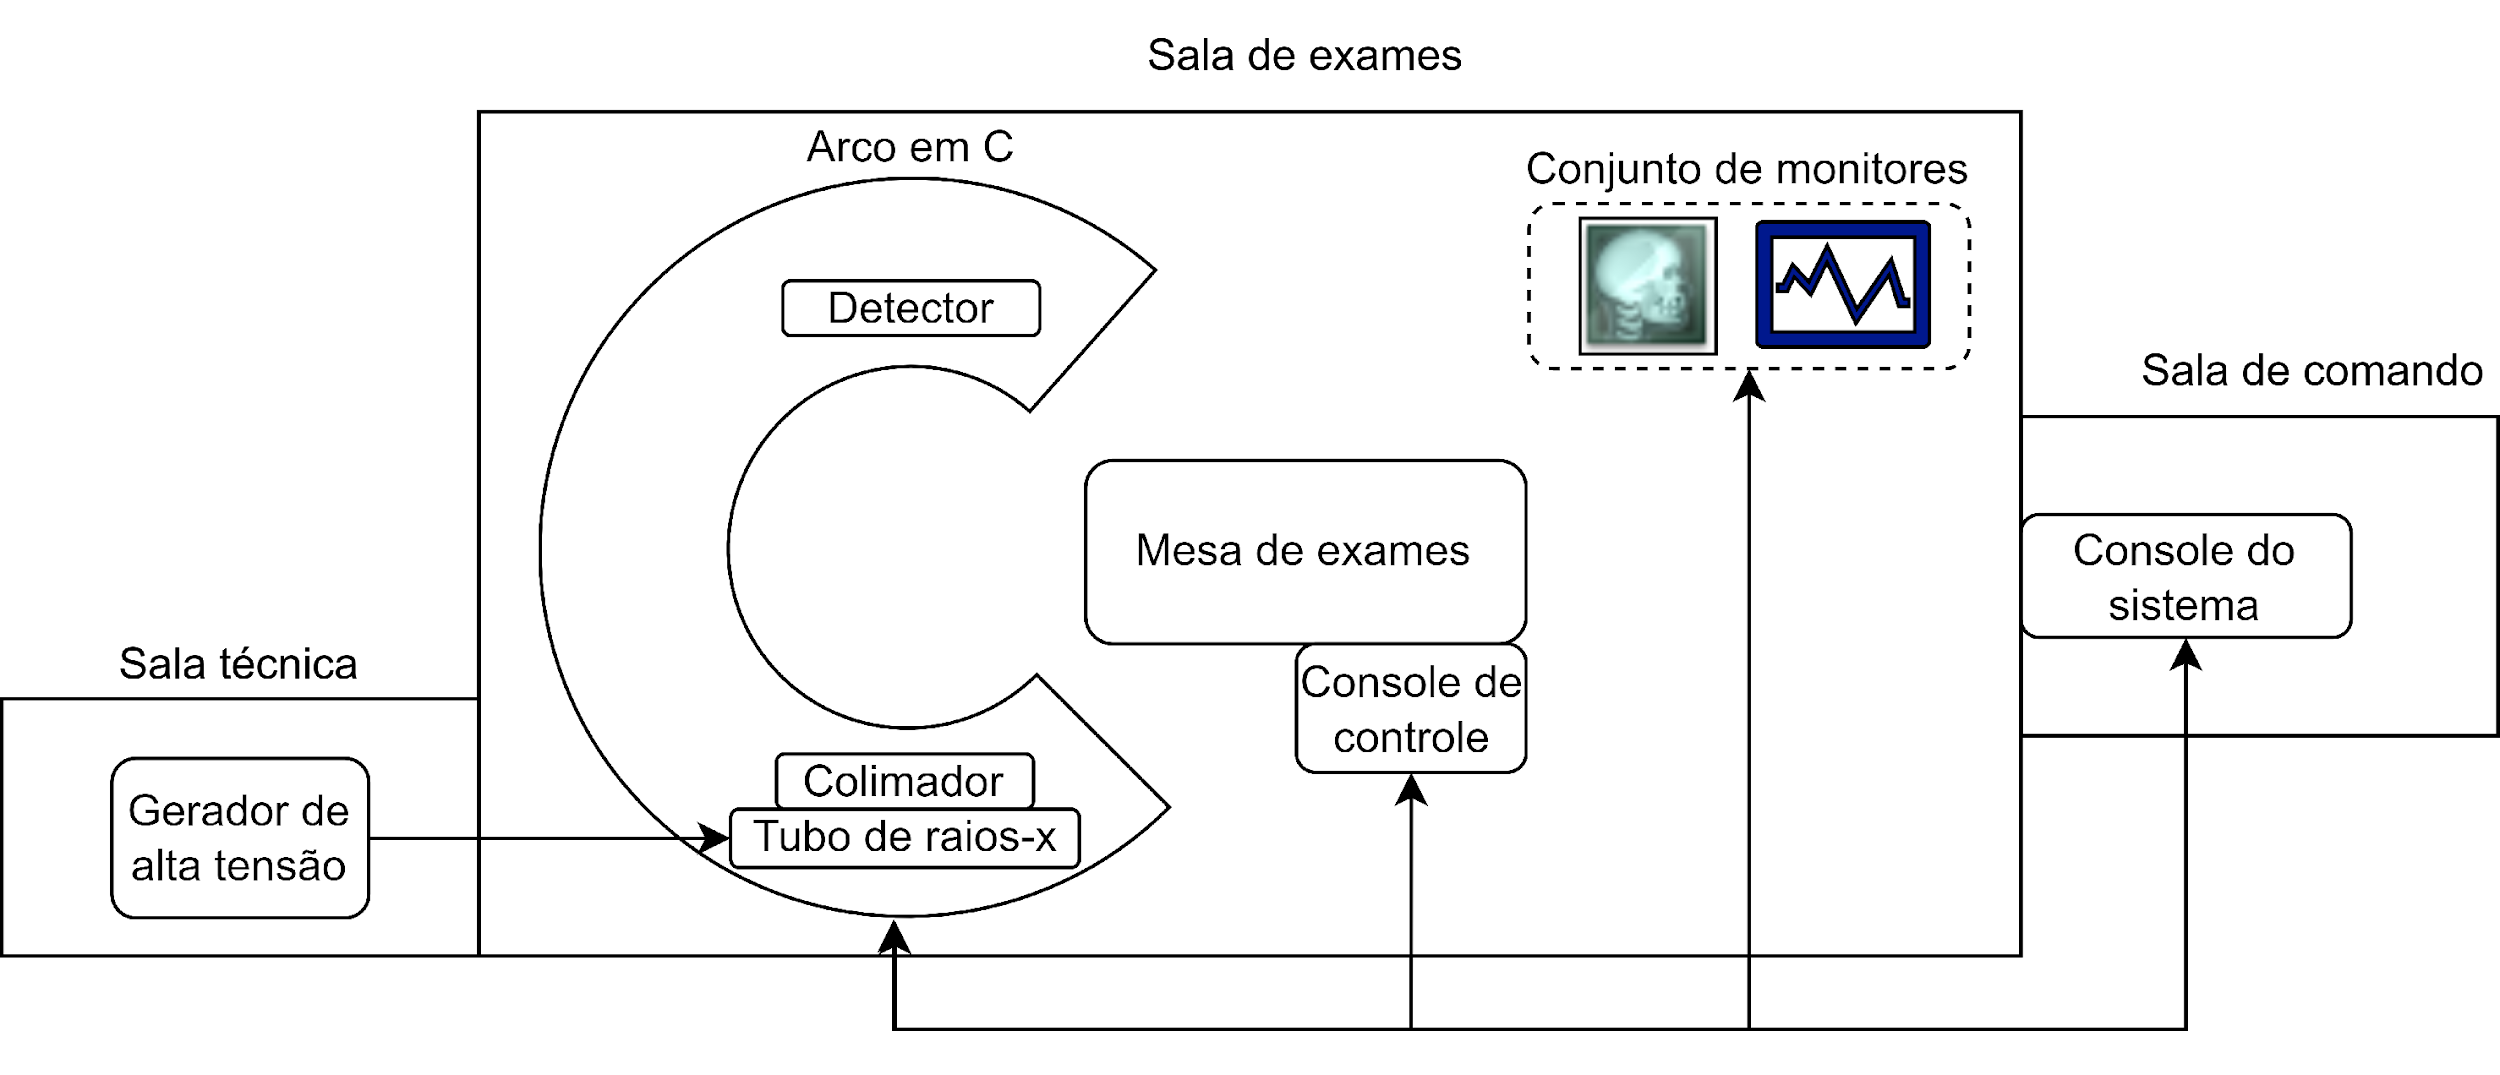 Sala de exames
Arco em C
Conjunto de monitores
Detector
Sala de comando
Mesa de exames
Console do
sistema
Sala técnica
Console de
controle
Colimador
Tubo de raios-x
Gerador de
alta tensão